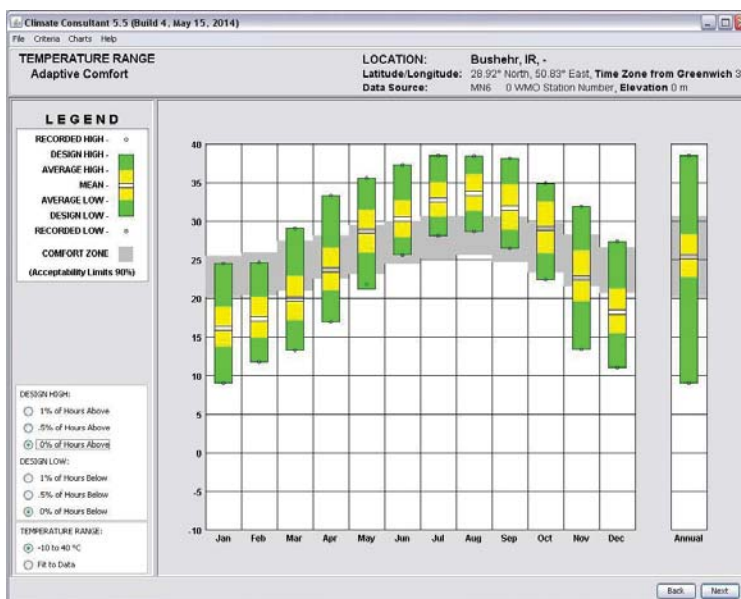 Climate Consultant 5.5 (Build 4, May 15, 2014)
File Criteria Charts Help
TEMPERATURE RANGE
Adaptive Comfort
LOCATION: Bushehr, IR, -
Latitude/Longitude: 28.92° North, 50.83° East, Time Zone from Greenwich 3
Data Source: MN6 0 WMO Station Number, Elevation 0 m
LEGEND
RECORDED HIGH -
DESIGN HIGH -
AVERAGE HIGH -
MEAN -
AVERAGE LOW -
DESIGN LOW -
RECORDED LOW -
COMFORT ZONE
(Acceptability Limits 90%)
DESIGN HIGH:
1% of Hours Above
.5% of Hours Above
0% of Hours Above
DESIGN LOW:
1% of Hours Below
.5% of Hours Below
0% of Hours Below
TEMPERATURE RANGE:
-10 to 40 °C
Fit to Data
40
35
30
25
20
15
10
5
0
-5
-10
Jan Feb Mar Apr May Jun Jul Aug Sep Oct Nov Dec Annual
Back Next